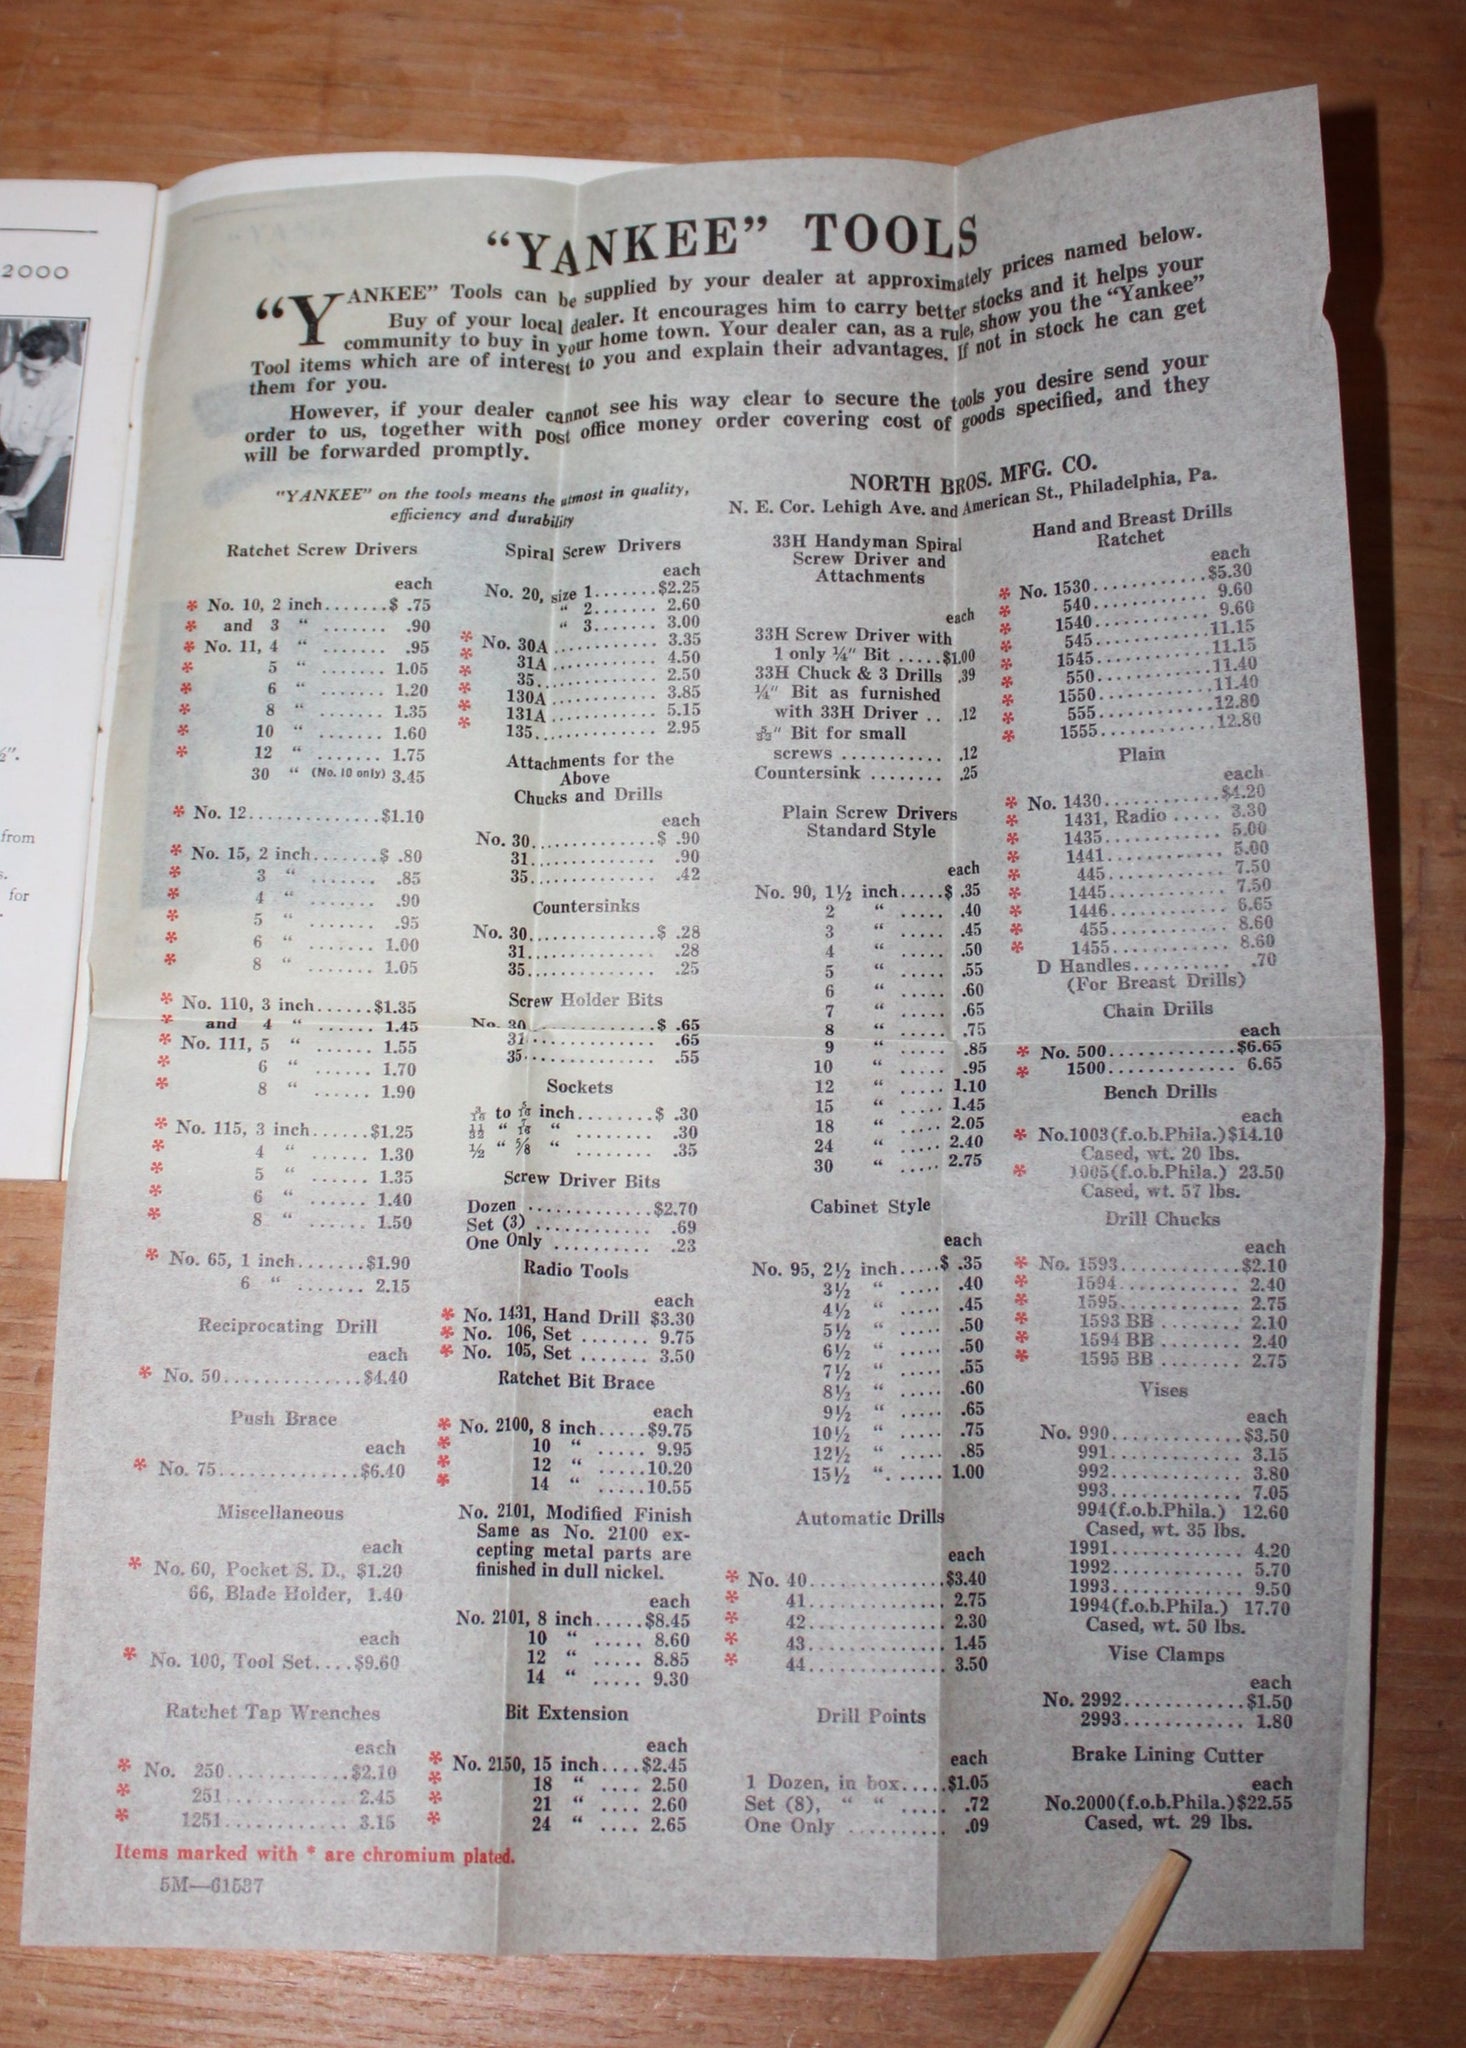 2000
½".
from
s.
for
"YANKEE" TOOLS
"YANKEE" Tools can be supplied by your dealer at approximately prices named below.
Buy of your local dealer. It encourages him to carry better stocks and it helps your
community to buy in your home town. Your dealer can, as a rule, show you the "Yankee"
Tool items which are of interest to you and explain their advantages. If not in stock he can get
them for you.
However, if your dealer cannot see his way clear to secure the tools you desire send your
order to us, together with post office money order covering cost of goods specified, and they
will be forwarded promptly.
"YANKEE" on the tools means the utmost in quality,
efficiency and durability
NORTH BROS. MFG. CO.
N. E. Cor. Lehigh Ave. and American St., Philadelphia, Pa.
Ratchet Screw Drivers
each
* No. 10, 2 inch.......$ .75
* and 3 " ....... .90
* No. 11, 4 " ....... .95
* 5 " ....... 1.05
* 6 " ....... 1.20
* 8 " ....... 1.35
* 10 " ....... 1.60
* 12 " ....... 1.75
30 " (No. 10 only) 3.45
* No. 12..............$1.10
* No. 15, 2 inch.......$ .80
* 3 " ....... .85
* 4 " ....... .90
* 5 " ....... .95
* 6 " ....... 1.00
* 8 " ....... 1.05
* No. 110, 3 inch......$1.35
* and 4 " ...... 1.45
* No. 111, 5 " ...... 1.55
* 6 " ...... 1.70
* 8 " ...... 1.90
* No. 115, 3 inch......$1.25
* 4 " ...... 1.30
* 5 " ...... 1.35
* 6 " ...... 1.40
* 8 " ...... 1.50
* No. 65, 1 inch.......$1.90
6 " ....... 2.15
Reciprocating Drill
each
* No. 50..............$4.40
Push Brace
each
* No. 75..............$6.40
Miscellaneous
each
* No. 60, Pocket S. D., $1.20
66, Blade Holder, 1.40
each
* No. 100, Tool Set....$9.60
Ratchet Tap Wrenches
each
* No. 250............$2.10
* 251............ 2.45
* 1251............ 3.15
Items marked with * are chromium plated.
5M—61537
Spiral Screw Drivers
each
No. 20, size 1.......$2.25
" 2....... 2.60
" 3....... 3.00
* No. 30A............ 3.35
* 31A............ 4.50
* 35............. 2.50
* 130A............ 3.85
* 131A............ 5.15
* 135............. 2.95
Attachments for the
Above
Chucks and Drills
each
No. 30.............$ .90
31............. .90
35............. .42
Countersinks
No. 30.............$ .28
31............. .28
35............. .25
Screw Holder Bits
No. 30.............$ .65
31............. .65
35............. .55
Sockets
3/16 to 5/16 inch........$ .30
11/32 " 7/16 " ........ .30
½ " 5/8 " ........ .35
Screw Driver Bits
Dozen .............$2.70
Set (3) ............ .69
One Only .......... .23
Radio Tools
each
* No. 1431, Hand Drill $3.30
* No. 106, Set ....... 9.75
* No. 105, Set ....... 3.50
Ratchet Bit Brace
each
* No. 2100, 8 inch.....$9.75
* 10 " ..... 9.95
* 12 " .....10.20
* 14 " .....10.55
No. 2101, Modified Finish
Same as No. 2100 ex-
cepting metal parts are
finished in dull nickel.
each
No. 2101, 8 inch.....$8.45
10 " ..... 8.60
12 " ..... 8.85
14 " ..... 9.30
Bit Extension
each
* No. 2150, 15 inch....$2.45
* 18 " .... 2.50
* 21 " .... 2.60
* 24 " .... 2.65
33H Handyman Spiral
Screw Driver and
Attachments
each
33H Screw Driver with
1 only ¼" Bit .....$1.00
33H Chuck & 3 Drills .39
¼" Bit as furnished
with 33H Driver .. .12
5/32" Bit for small
screws ........... .12
Countersink ........ .25
Plain Screw Drivers
Standard Style
each
No. 90, 1½ inch.....$ .35
2 " ..... .40
3 " ..... .45
4 " ..... .50
5 " ..... .55
6 " ..... .60
7 " ..... .65
8 " ..... .75
9 " ..... .85
10 " ..... .95
12 " ..... 1.10
15 " ..... 1.45
18 " ..... 2.05
24 " ..... 2.40
30 " ..... 2.75
Cabinet Style
each
No. 95, 2½ inch.....$ .35
3½ " ..... .40
4½ " ..... .45
5½ " ..... .50
6½ " ..... .50
7½ " ..... .55
8½ " ..... .60
9½ " ..... .65
10½ " ..... .75
12½ " ..... .85
15½ "...... 1.00
Automatic Drills
each
* No. 40..............$3.40
* 41.............. 2.75
* 42.............. 2.30
* 43.............. 1.45
* 44.............. 3.50
Drill Points
each
1 Dozen, in box.....$1.05
Set (8), " " ..... .72
One Only .......... .09
Hand and Breast Drills
Ratchet
each
* No. 1530...........$5.30
* 540........... 9.60
* 1540........... 9.60
* 545...........11.15
* 1545...........11.15
* 550...........11.40
* 1550...........11.40
* 555...........12.80
* 1555...........12.80
Plain
each
* No. 1430............$4.20
* 1431, Radio ..... 3.30
* 1435............ 5.00
* 1441............ 5.00
* 445............ 7.50
* 1445............ 7.50
* 1446............ 6.65
* 455............ 8.60
* 1455............ 8.60
D Handles.......... .70
(For Breast Drills)
Chain Drills
each
* No. 500.............$6.65
* 1500............. 6.65
Bench Drills
each
* No.1003(f.o.b.Phila.)$14.10
Cased, wt. 20 lbs.
* 1005(f.o.b.Phila.) 23.50
Cased, wt. 57 lbs.
Drill Chucks
each
* No. 1593............$2.10
* 1594............ 2.40
* 1595............ 2.75
* 1593 BB ........ 2.10
* 1594 BB ........ 2.40
* 1595 BB ........ 2.75
Vises
each
No. 990.............$3.50
991............. 3.15
992............. 3.80
993............. 7.05
994(f.o.b.Phila.) 12.60
Cased, wt. 35 lbs.
1991............. 4.20
1992............. 5.70
1993............. 9.50
1994(f.o.b.Phila.) 17.70
Cased, wt. 50 lbs.
Vise Clamps
each
No. 2992............$1.50
2993............ 1.80
Brake Lining Cutter
each
No.2000(f.o.b.Phila.)$22.55
Cased, wt. 29 lbs.